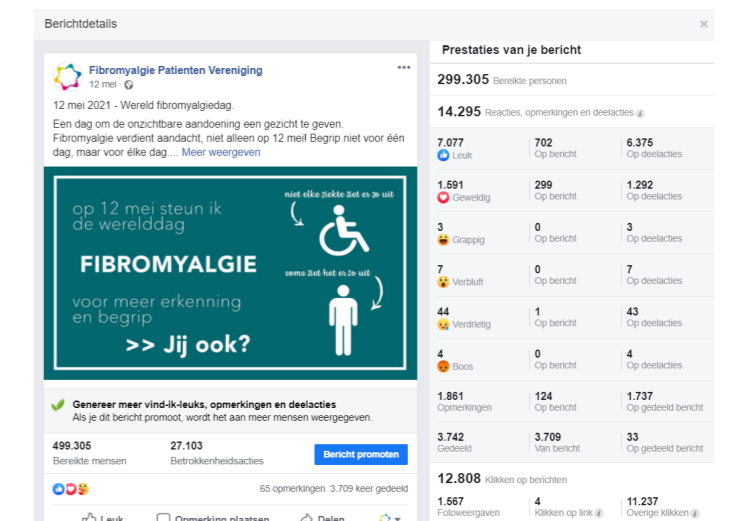 Berichtdetails
×
Fibromyalgie Patienten Vereniging
12 mei ·
12 mei 2021 - Wereld fibromyalgiedag.
Een dag om de onzichtbare aandoening een gezicht te geven.
Fibromyalgie verdient aandacht, niet alleen op 12 mei! Begrip niet voor één
dag, maar voor élke dag.... Meer weergeven
op 12 mei steun ik
de werelddag
FIBROMYALGIE
voor meer erkenning
en begrip
>> Jij ook?
niet elke ziekte ziet er zo uit
soms ziet het er zo uit
Genereer meer vind-ik-leuks, opmerkingen en deelacties
Als je dit bericht promoot, wordt het aan meer mensen weergegeven.
499.305 27.103
Bereikte mensen Betrokkenheidsacties
Bericht promoten
65 opmerkingen 3.709 keer gedeeld
Leuk Opmerking plaatsen Delen
Prestaties van je bericht
299.305 Bereikte personen
14.295 Reacties, opmerkingen en deelacties
7.077 702 6.375
Leuk Op bericht Op deelacties
1.591 299 1.292
Geweldig Op bericht Op deelacties
3 0 3
Grappig Op bericht Op deelacties
7 0 7
Verbluft Op bericht Op deelacties
44 1 43
Verdrietig Op bericht Op deelacties
4 0 4
Boos Op bericht Op deelacties
1.861 124 1.737
Opmerkingen Op bericht Op gedeeld bericht
3.742 3.709 33
Gedeeld Van bericht Op gedeeld bericht
12.808 Klikken op berichten
1.567 4 11.237
Fotoweergaven Klikken op link Overige klikken